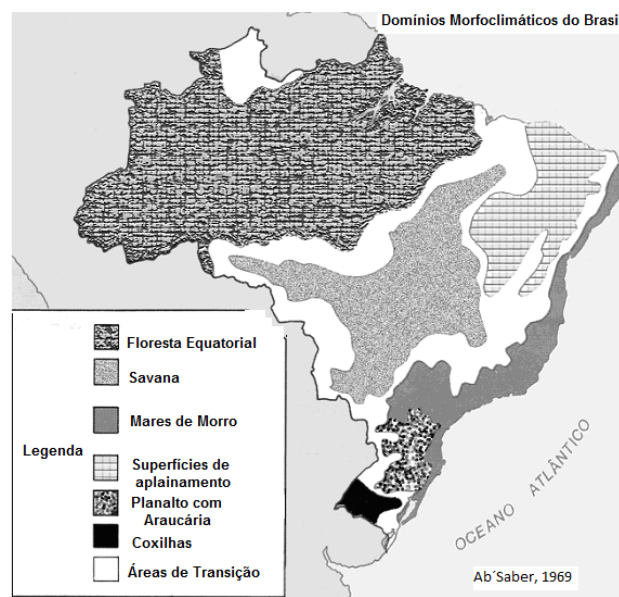 Domínios Morfoclimáticos do Brasi
Legenda
Floresta Equatorial
Savana
Mares de Morro
Superfícies de
aplainamento
Planalto com
Araucária
Coxilhas
Áreas de Transição
OCEANO ATLÂNTICO
Ab´Saber, 1969